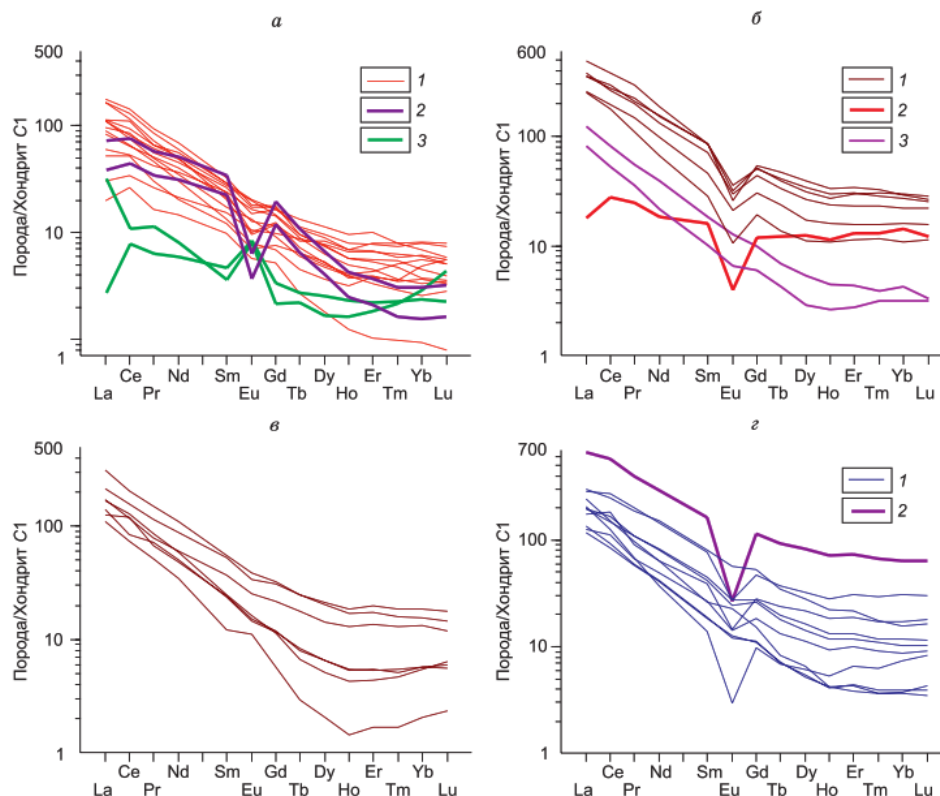 а
500
100
10
1
Порода/Хондрит С1
1
2
3
Ce Nd Sm Gd Dy Er Yb
La Pr Eu Tb Ho Tm Lu
б
600
100
10
1
Порода/Хондрит С1
1
2
3
Ce Nd Sm Gd Dy Er Yb
La Pr Eu Tb Ho Tm Lu
в
500
100
10
1
Порода/Хондрит С1
Ce Nd Sm Gd Dy Er Yb
La Pr Eu Tb Ho Tm Lu
г
700
100
10
1
Порода/Хондрит С1
1
2
Ce Nd Sm Gd Dy Er Yb
La Pr Eu Tb Ho Tm Lu